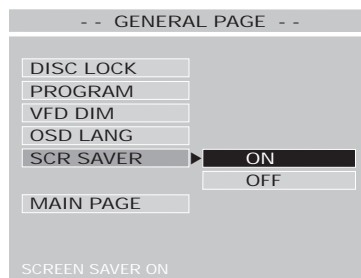 - - GENERAL PAGE - -
DISC LOCK
PROGRAM
VFD DIM
OSD LANG
SCR SAVER ON
OFF
MAIN PAGE
SCREEN SAVER ON